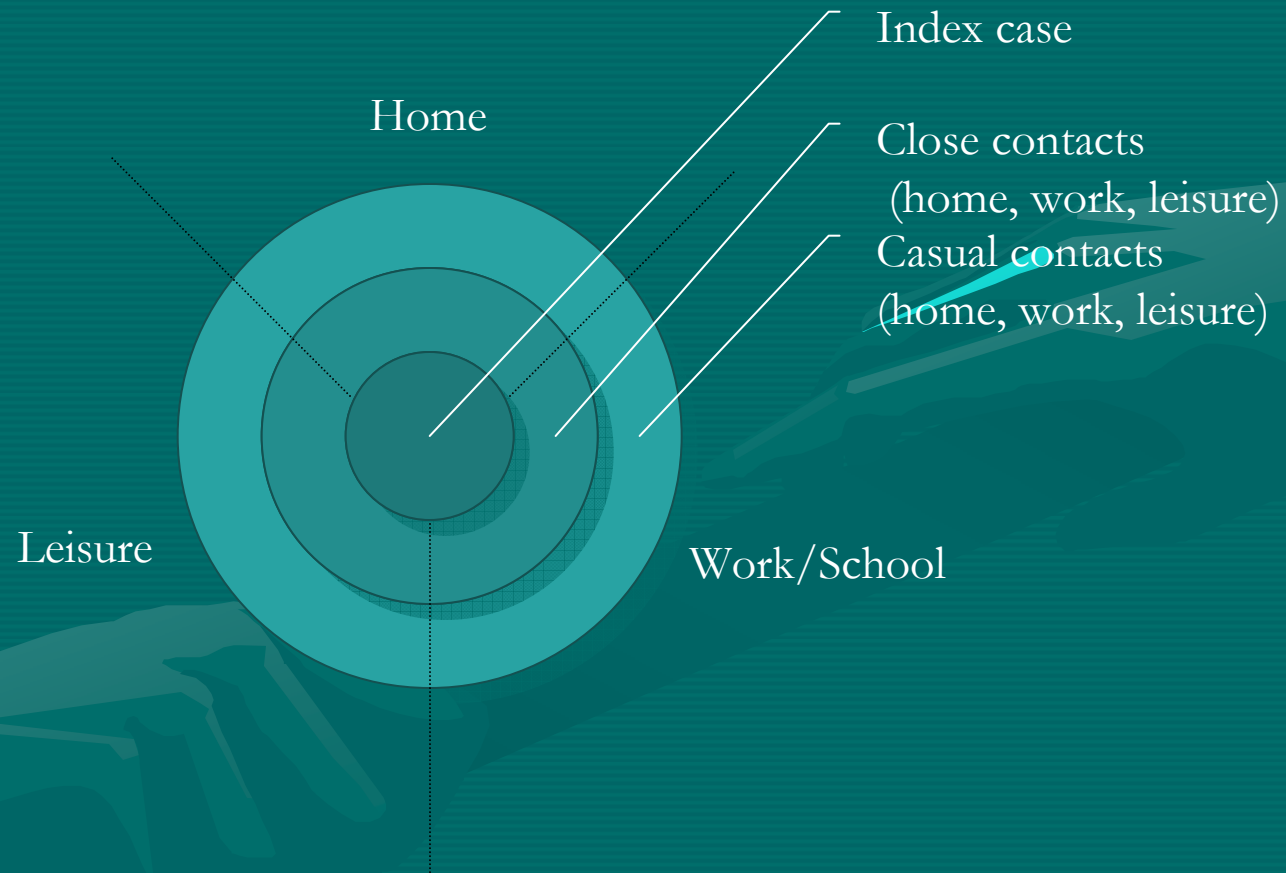 Index case
Home
Close contacts
(home, work, leisure)
Casual contacts
(home, work, leisure)
Leisure
Work/School